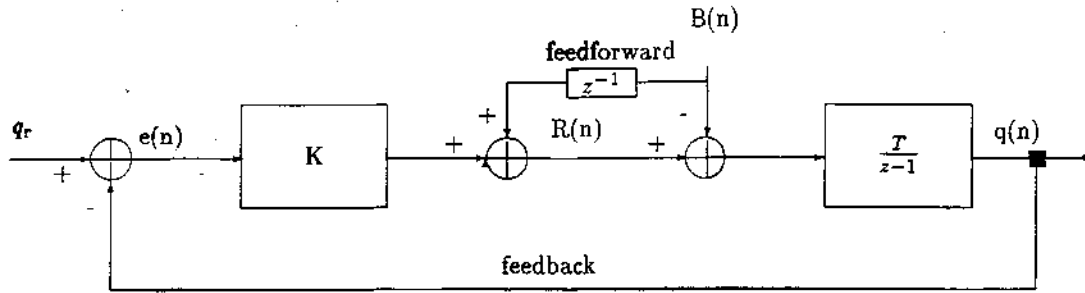 B(n)
feedforward
z^{-1}
q_r
e(n)
+
-
K
+
+
R(n)
+
-
T
z-1
q(n)
feedback